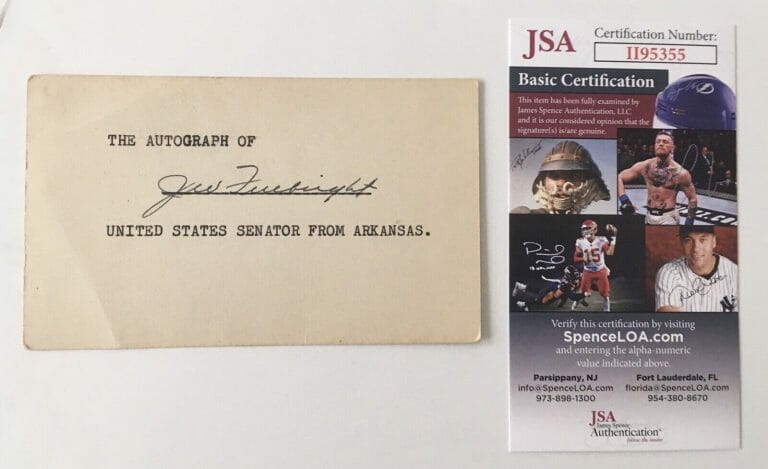 THE AUTOGRAPH OF
JW Fulbright
UNITED STATES SENATOR FROM ARKANSAS.
JSA
Certification Number:
II95355
Basic Certification
This item has been fully examined by
James Spence Authentication, LLC
and it is our considered opinion that the
signature(s) is/are genuine.
15
Verify this certification by visiting
SpenceLOA.com
and entering the alpha-numeric
value indicated above.
Parsippany, NJ
info@SpenceLOA.com
973-898-1300
Fort Lauderdale, FL
florida@SpenceLOA.com
954-380-8670
JSA
James Spence
Authentication